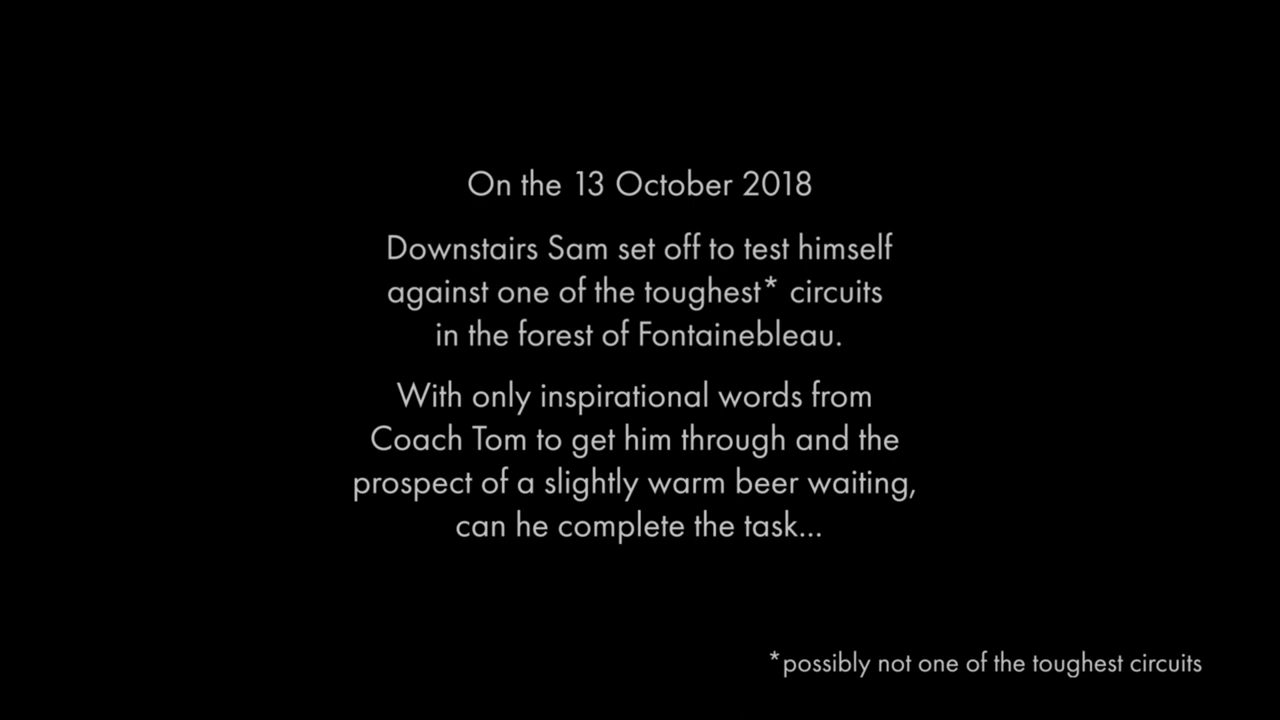 On the 13 October 2018
Downstairs Sam set off to test himself
against one of the toughest* circuits
in the forest of Fontainebleau.
With only inspirational words from
Coach Tom to get him through and the
prospect of a slightly warm beer waiting,
can he complete the task...
*possibly not one of the toughest circuits